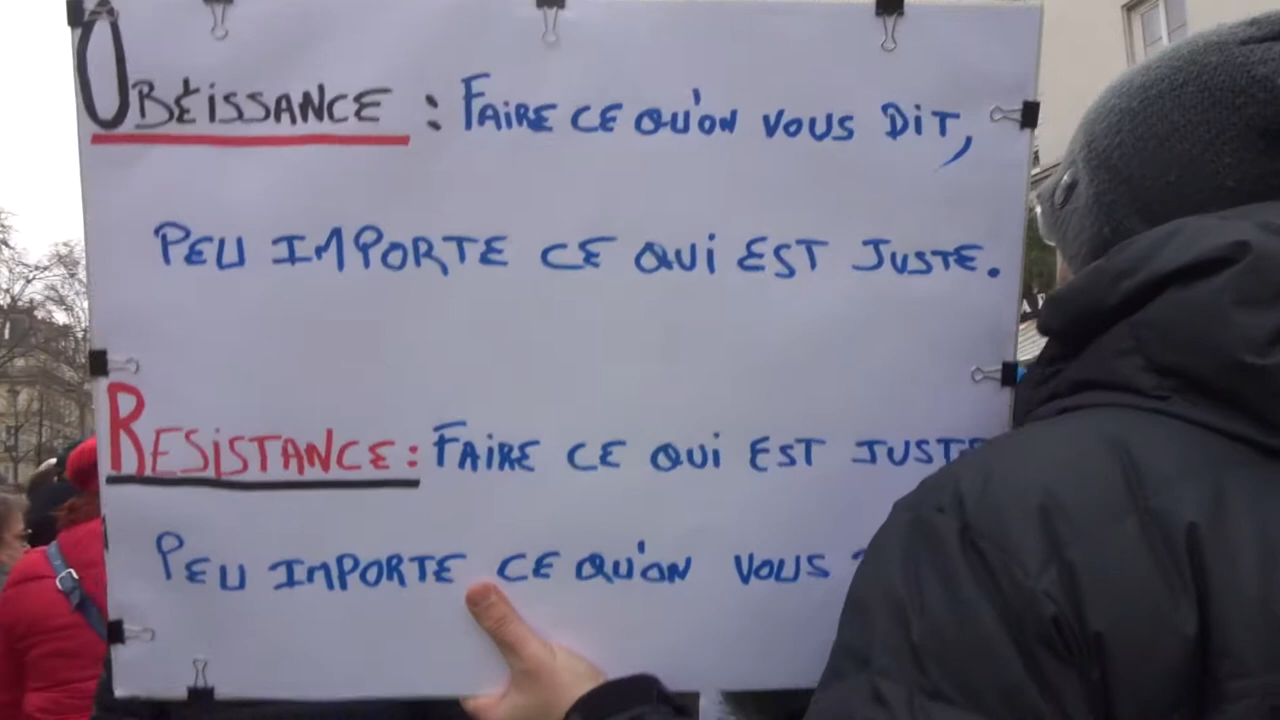 OBÉISSANCE : FAIRE CE QU'ON VOUS DIT,
PEU IMPORTE CE QUI EST JUSTE.
RESISTANCE : FAIRE CE QUI EST JUSTE
PEU IMPORTE CE QU'ON VOUS